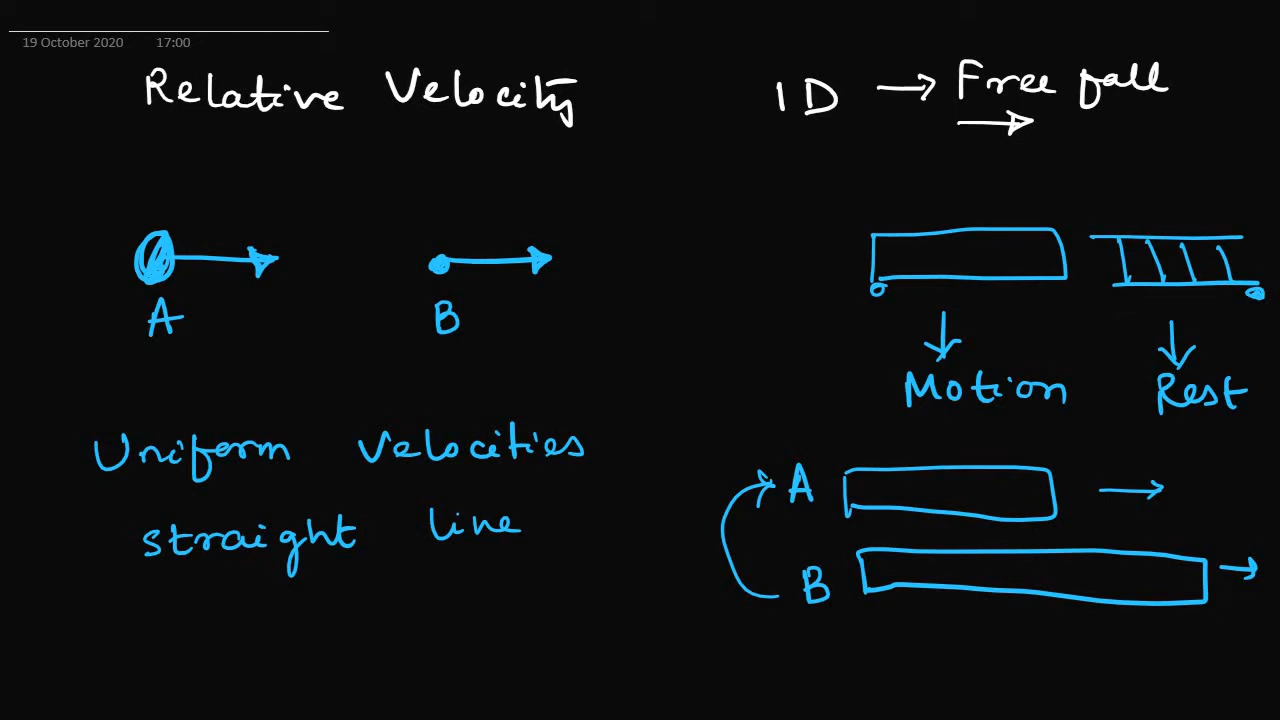 19 October 2020 17:00
Relative Velocity
1D → Free fall
A B
Motion Rest
Uniform velocities
straight line
A
B